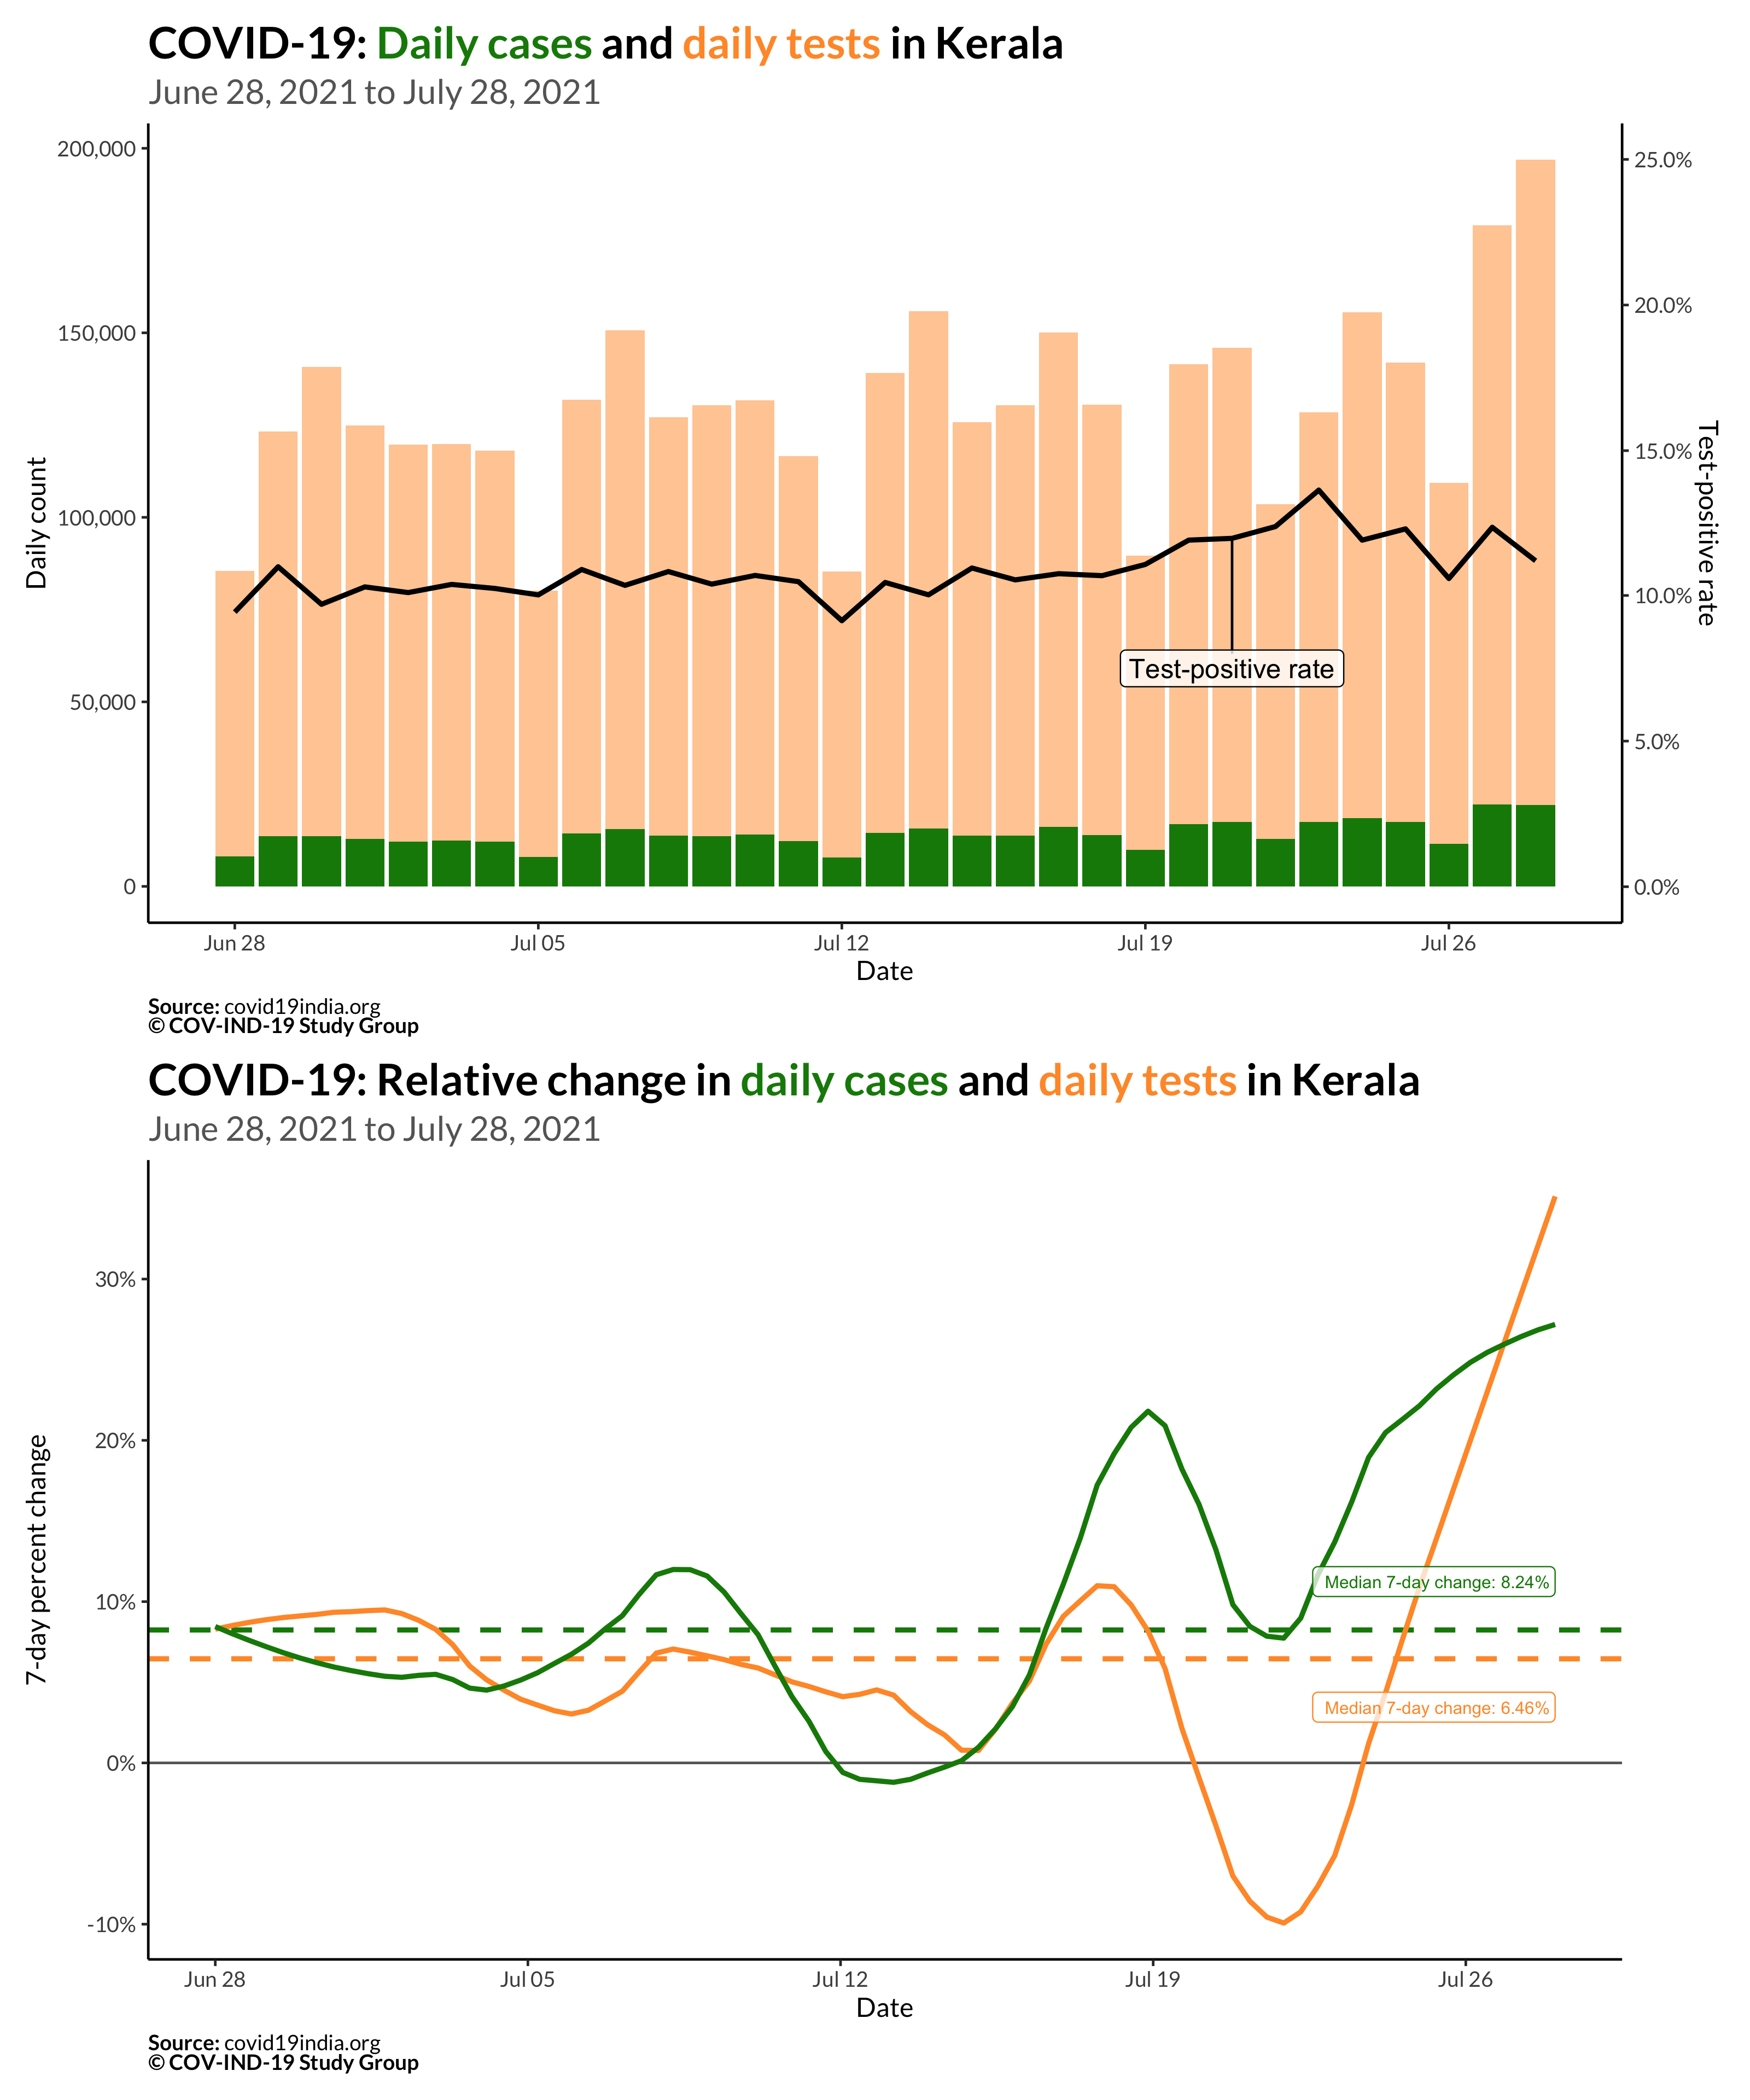 COVID-19: Daily cases and daily tests in Kerala
June 28, 2021 to July 28, 2021
200,000
150,000
100,000
50,000
0
Daily count
25.0%
20.0%
15.0%
10.0%
5.0%
0.0%
Test-positive rate
Test-positive rate
Jun 28
Jul 05
Jul 12
Jul 19
Jul 26
Date
Source: covid19india.org
© COV-IND-19 Study Group
COVID-19: Relative change in daily cases and daily tests in Kerala
June 28, 2021 to July 28, 2021
30%
20%
10%
0%
-10%
7-day percent change
Median 7-day change: 8.24%
Median 7-day change: 6.46%
Jun 28
Jul 05
Jul 12
Jul 19
Jul 26
Date
Source: covid19india.org
© COV-IND-19 Study Group